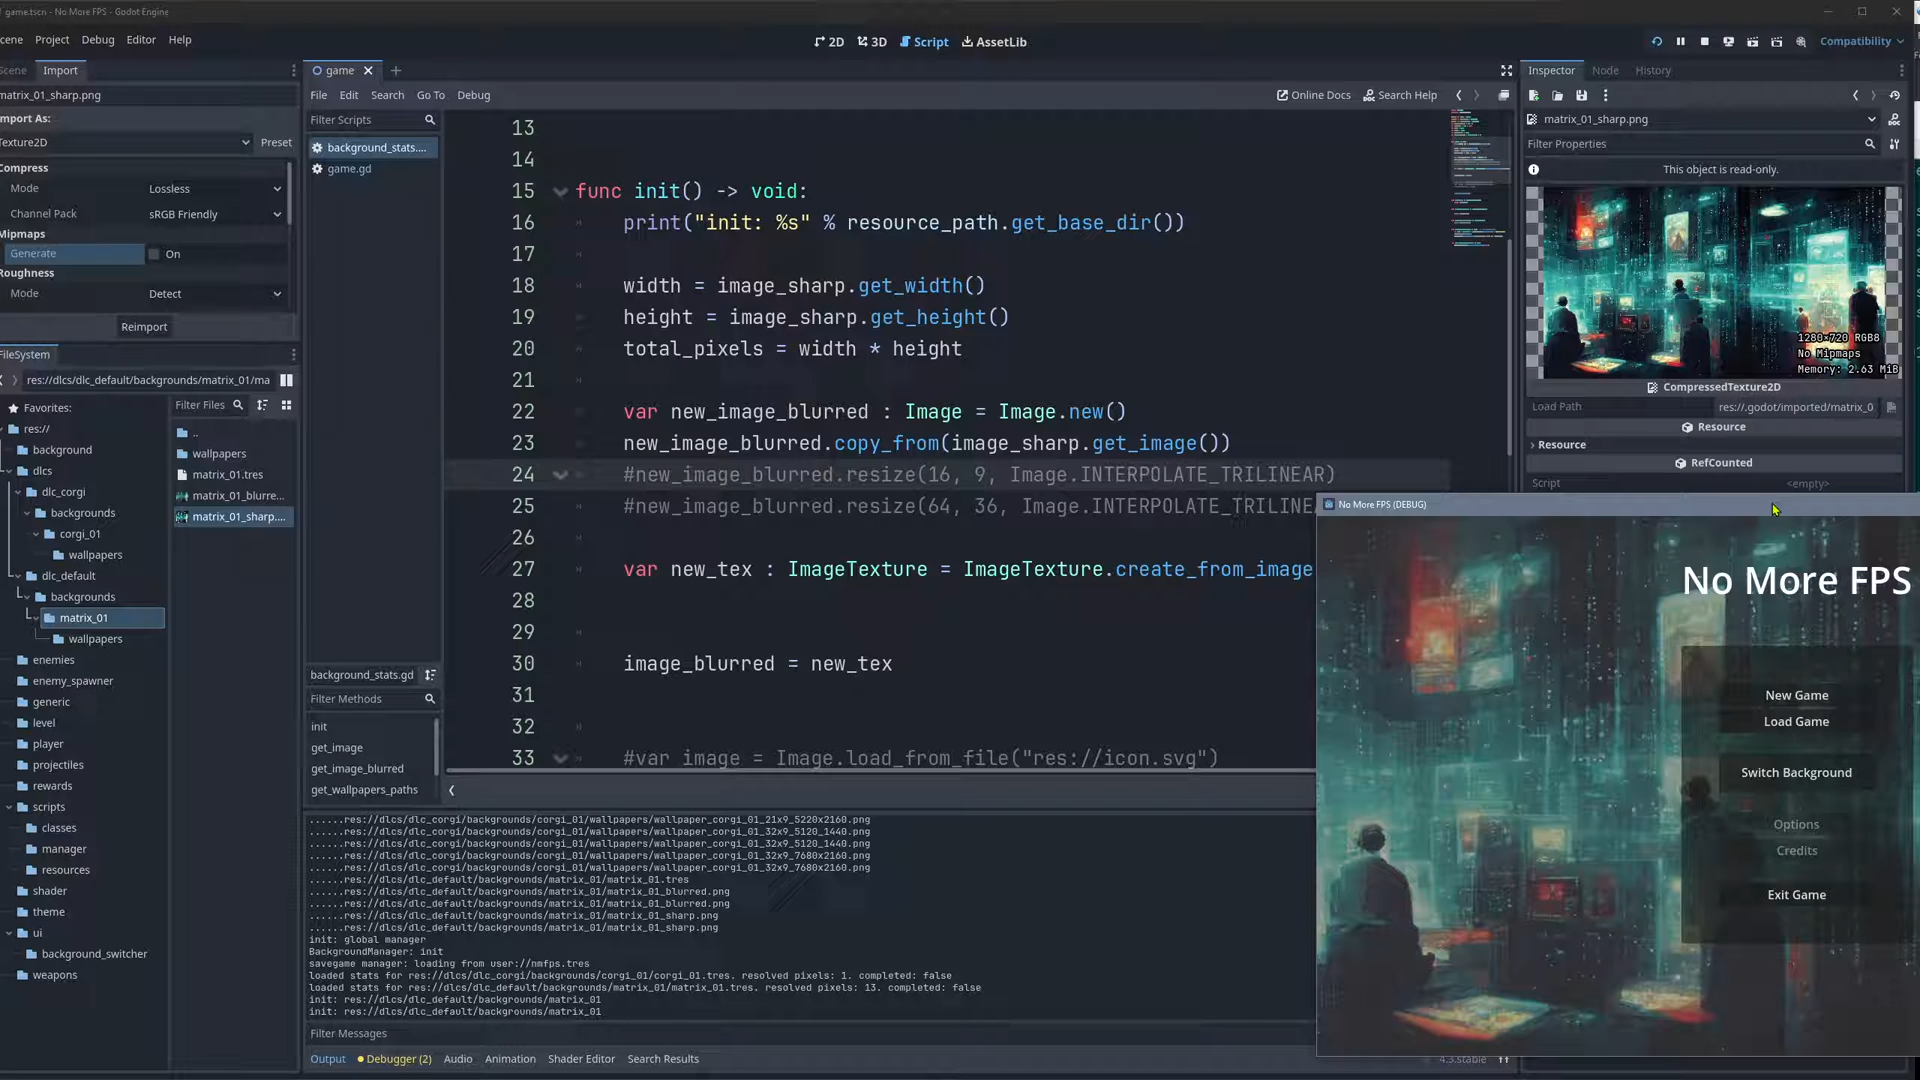 game.tscn - No More FPS - Godot Engine
cene Project Debug Editor Help
2D 3D Script AssetLib
Compatibility
Scene Import
matrix_01_sharp.png
mport As:
Texture2D Preset
Compress
Mode Lossless
Channel Pack sRGB Friendly
Mipmaps
Generate On
Roughness
Mode Detect
Reimport
FileSystem
res://dlcs/dlc_default/backgrounds/matrix_01/ma
Favorites:
res://
background
dlcs
dlc_corgi
backgrounds
corgi_01
wallpapers
dlc_default
backgrounds
matrix_01
wallpapers
enemies
enemy_spawner
generic
level
player
projectiles
rewards
scripts
classes
manager
resources
shader
theme
ui
background_switcher
weapons
Filter Files
..
wallpapers
matrix_01.tres
matrix_01_blurre...
matrix_01_sharp....
game
File Edit Search Go To Debug
Online Docs Search Help
Filter Scripts
background_stats....
game.gd
background_stats.gd
Filter Methods
init
get_image
get_image_blurred
get_wallpapers_paths
13
14
15 func init() -> void:
16 print("init: %s" % resource_path.get_base_dir())
17
18 width = image_sharp.get_width()
19 height = image_sharp.get_height()
20 total_pixels = width * height
21
22 var new_image_blurred : Image = Image.new()
23 new_image_blurred.copy_from(image_sharp.get_image())
24 #new_image_blurred.resize(16, 9, Image.INTERPOLATE_TRILINEAR)
25 #new_image_blurred.resize(64, 36, Image.INTERPOLATE_TRILINE
26
27 var new_tex : ImageTexture = ImageTexture.create_from_image
28
29
30 image_blurred = new_tex
31
32
33 #var image = Image.load_from_file("res://icon.svg")
......res://dlcs/dlc_corgi/backgrounds/corgi_01/wallpapers/wallpaper_corgi_01_21x9_5220x2160.png
......res://dlcs/dlc_corgi/backgrounds/corgi_01/wallpapers/wallpaper_corgi_01_32x9_5120_1440.png
......res://dlcs/dlc_corgi/backgrounds/corgi_01/wallpapers/wallpaper_corgi_01_32x9_5120_1440.png
......res://dlcs/dlc_corgi/backgrounds/corgi_01/wallpapers/wallpaper_corgi_01_32x9_7680x2160.png
......res://dlcs/dlc_corgi/backgrounds/corgi_01/wallpapers/wallpaper_corgi_01_32x9_7680x2160.png
......res://dlcs/dlc_default/backgrounds/matrix_01/matrix_01.tres
......res://dlcs/dlc_default/backgrounds/matrix_01/matrix_01_blurred.png
......res://dlcs/dlc_default/backgrounds/matrix_01/matrix_01_blurred.png
......res://dlcs/dlc_default/backgrounds/matrix_01/matrix_01_sharp.png
......res://dlcs/dlc_default/backgrounds/matrix_01/matrix_01_sharp.png
init: global manager
BackgroundManager: init
savegame manager: loading from user://nmfps.tres
loaded stats for res://dlcs/dlc_corgi/backgrounds/corgi_01/corgi_01.tres. resolved pixels: 1. completed: false
loaded stats for res://dlcs/dlc_default/backgrounds/matrix_01/matrix_01.tres. resolved pixels: 13. completed: false
init: res://dlcs/dlc_default/backgrounds/matrix_01
init: res://dlcs/dlc_default/backgrounds/matrix_01
Filter Messages
Output Debugger (2) Audio Animation Shader Editor Search Results
4.3.stable
Inspector Node History
matrix_01_sharp.png
Filter Properties
This object is read-only.
1280×720 RGB8
No Mipmaps
Memory: 2.63 MiB
CompressedTexture2D
Load Path res://.godot/imported/matrix_0
Resource
Resource
RefCounted
Script <empty>
No More FPS (DEBUG)
No More FPS
New Game
Load Game
Switch Background
Options
Credits
Exit Game